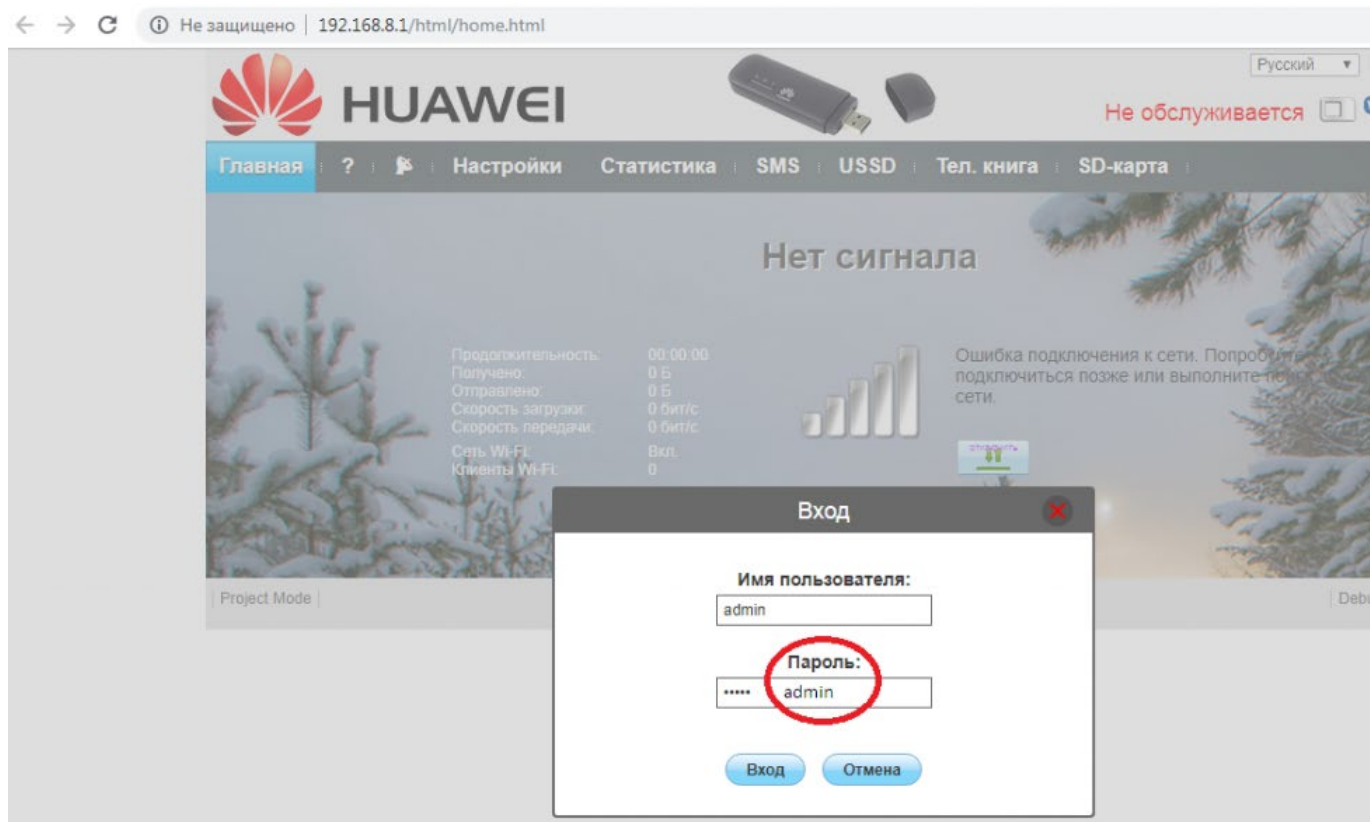 Не защищено | 192.168.8.1/html/home.html
HUAWEI
Русский
Не обслуживается
Главная ? Настройки Статистика SMS USSD Тел. книга SD-карта
Нет сигнала
Продолжительность: 00:00:00
Получено: 0 Б
Отправлено: 0 Б
Скорость загрузки: 0 бит/с
Скорость передачи: 0 бит/с
Сеть Wi-Fi: Вкл.
Клиенты Wi-Fi: 0
Ошибка подключения к сети.
подключиться позже или выполните
сети.
Вход
Имя пользователя:
admin
Пароль:
••••• admin
Вход Отмена
Project Mode